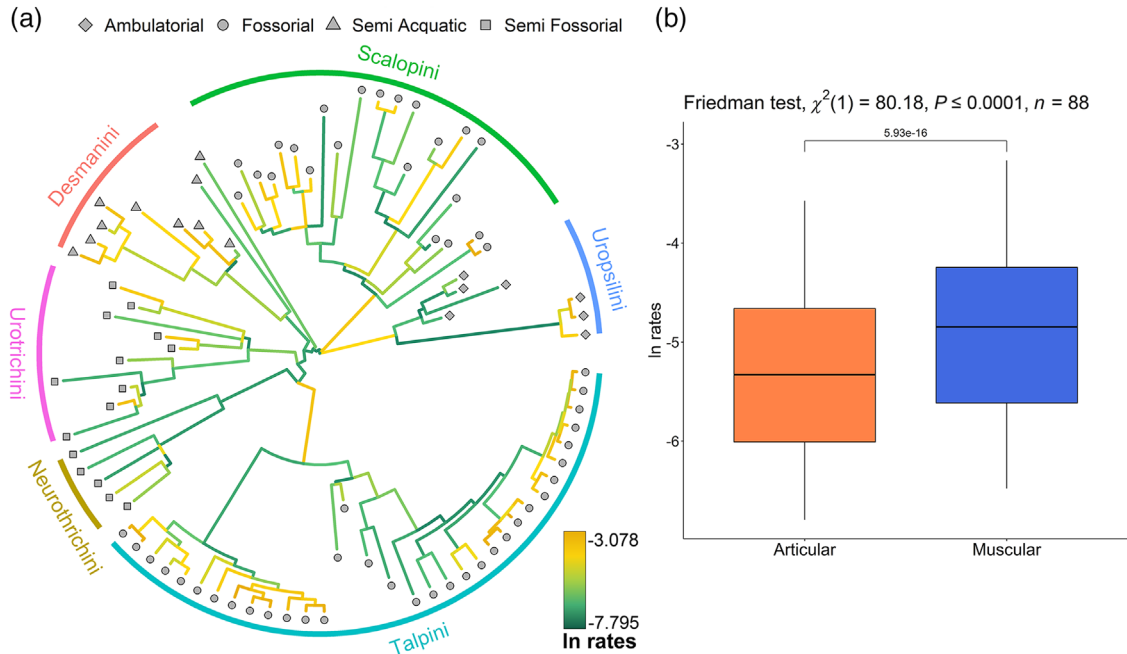 (a)
Ambulatorial Fossorial Semi Acquatic Semi Fossorial
Scalopini
Desmanini
Uropsilini
Urotrichini
Neurothrichini
Talpini
-3.078
-7.795
ln rates
(b)
Friedman test, χ²(1) = 80.18, P ≤ 0.0001, n = 88
5.93e-16
-3
-4
-5
-6
ln rates
Articular Muscular